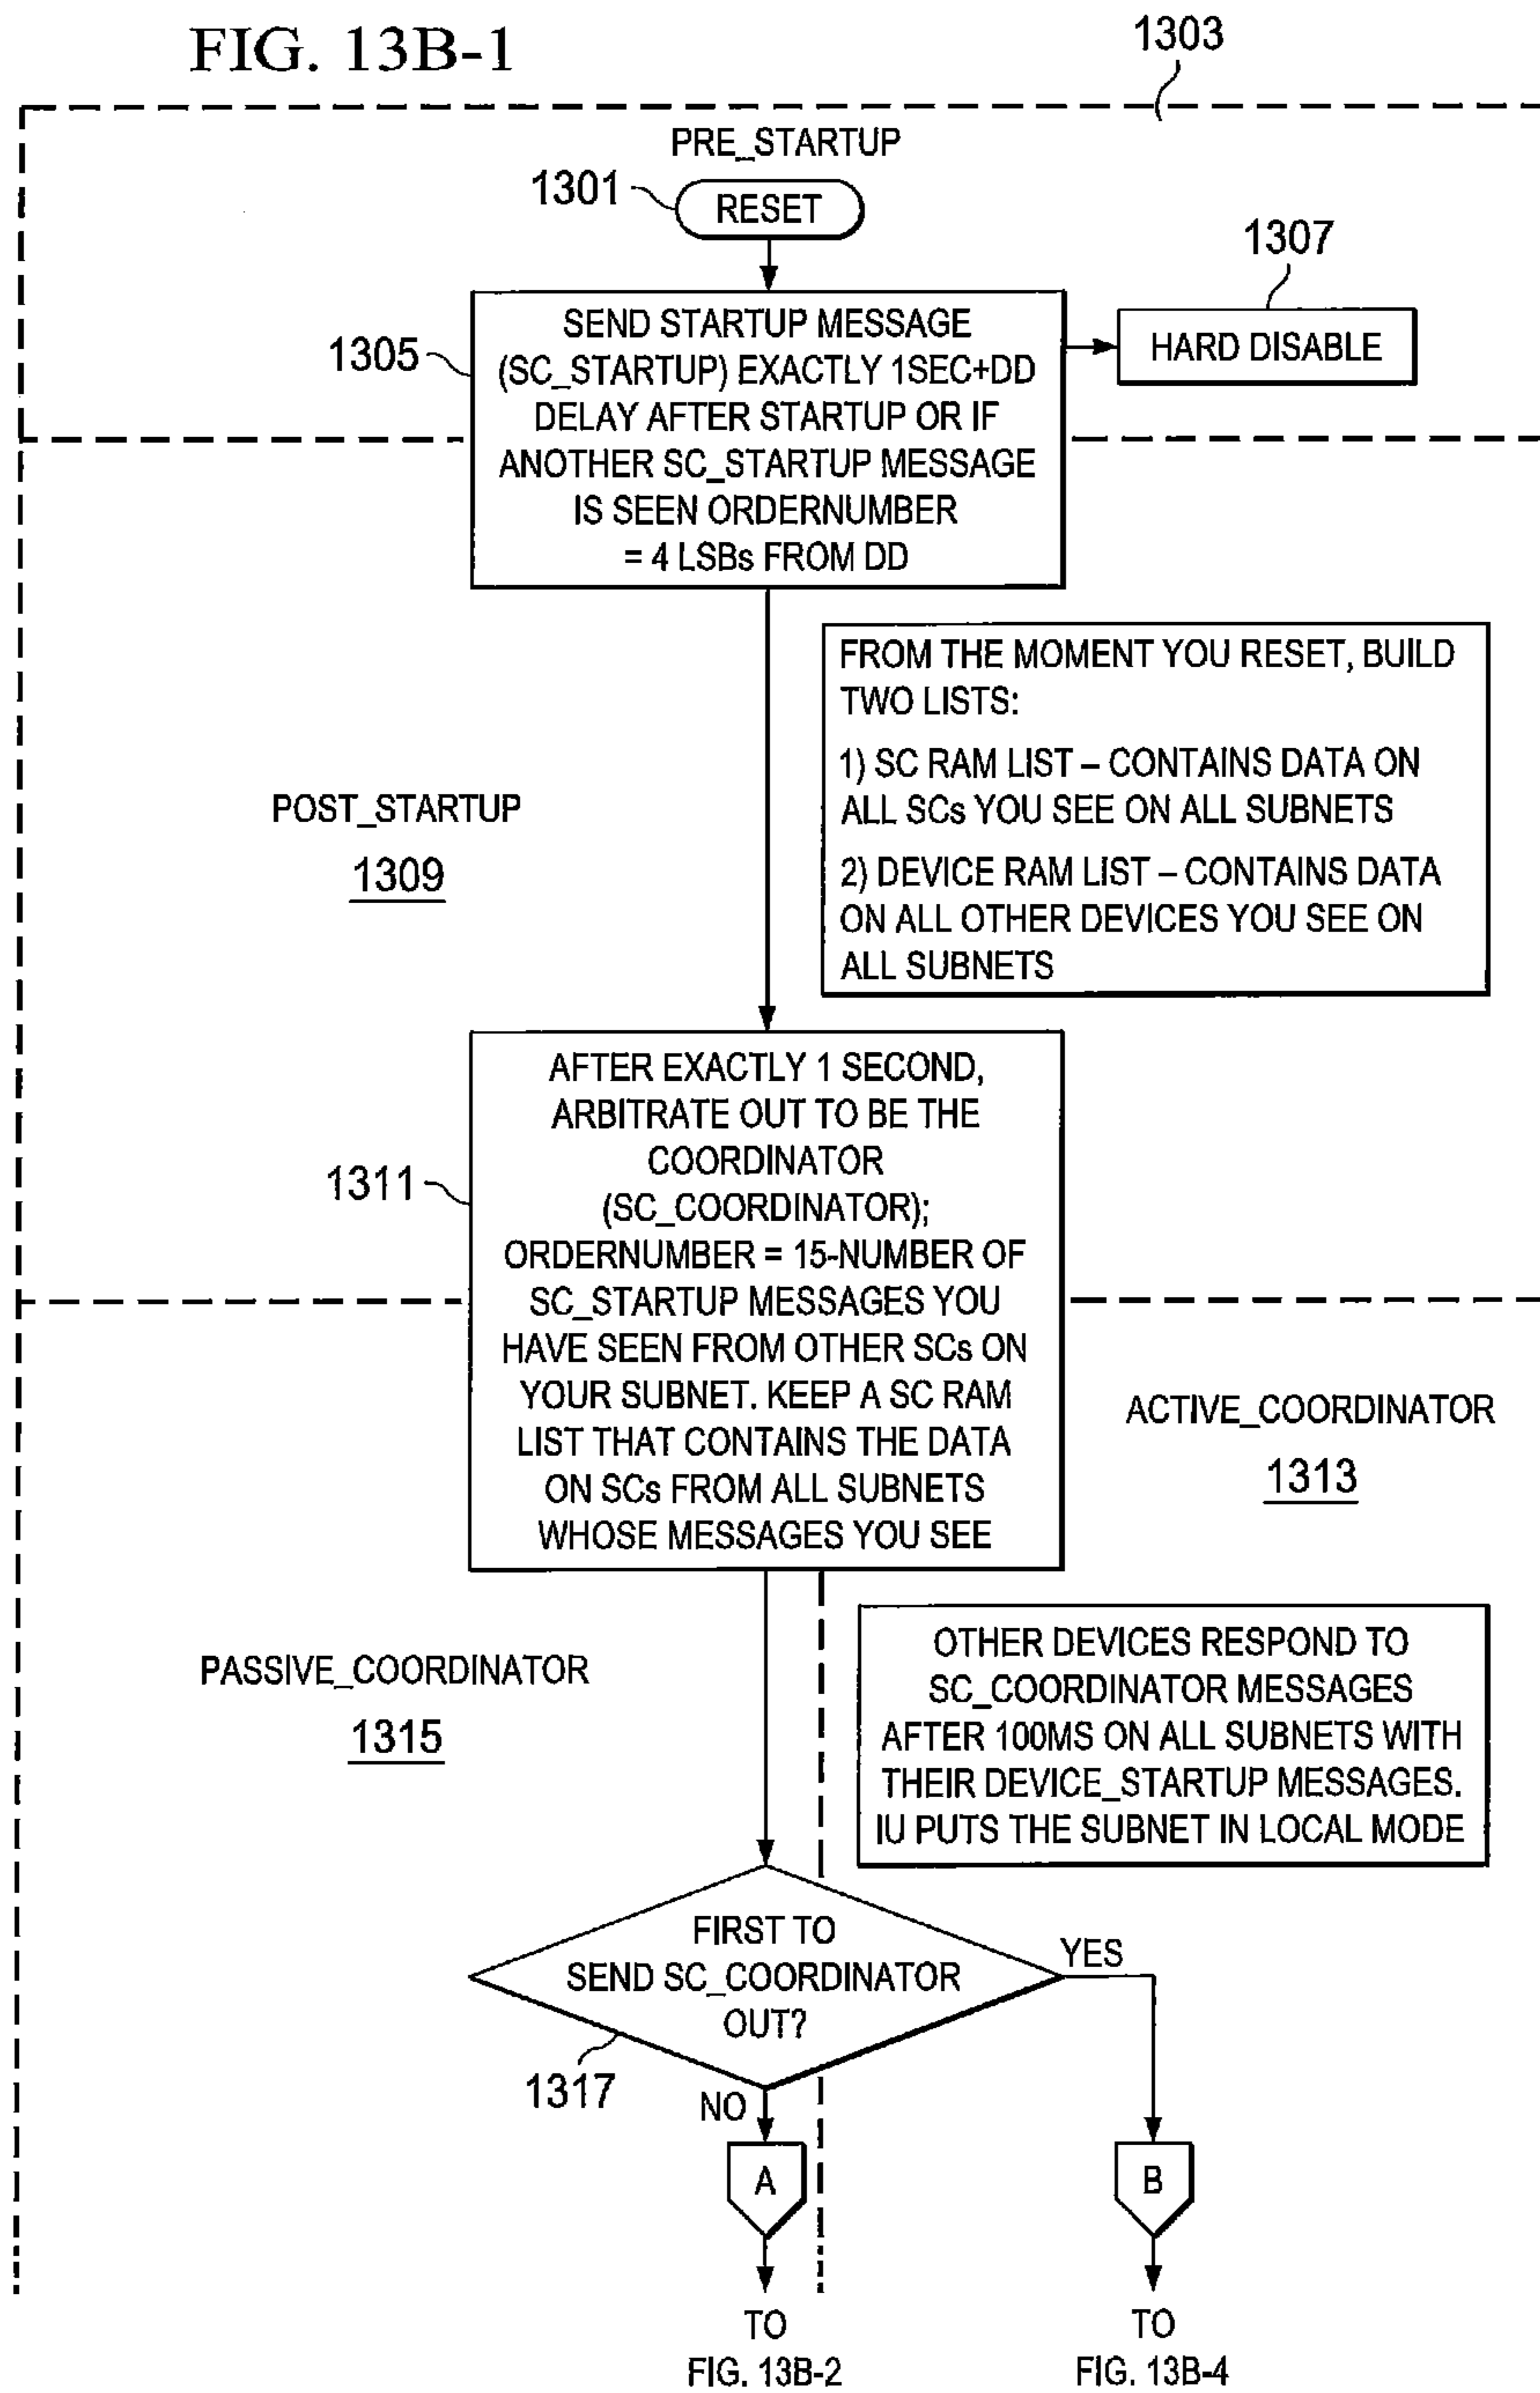 FIG. 13B-1
1303
PRE_STARTUP
1301
RESET
1307
HARD DISABLE
1305
SEND STARTUP MESSAGE
(SC_STARTUP) EXACTLY 1SEC+DD
DELAY AFTER STARTUP OR IF
ANOTHER SC_STARTUP MESSAGE
IS SEEN ORDERNUMBER
= 4 LSBs FROM DD
FROM THE MOMENT YOU RESET, BUILD
TWO LISTS:
1) SC RAM LIST – CONTAINS DATA ON
ALL SCs YOU SEE ON ALL SUBNETS
2) DEVICE RAM LIST – CONTAINS DATA
ON ALL OTHER DEVICES YOU SEE ON
ALL SUBNETS
POST_STARTUP
1309
1311
AFTER EXACTLY 1 SECOND,
ARBITRATE OUT TO BE THE
COORDINATOR
(SC_COORDINATOR);
ORDERNUMBER = 15-NUMBER OF
SC_STARTUP MESSAGES YOU
HAVE SEEN FROM OTHER SCs ON
YOUR SUBNET. KEEP A SC RAM
LIST THAT CONTAINS THE DATA
ON SCs FROM ALL SUBNETS
WHOSE MESSAGES YOU SEE
ACTIVE_COORDINATOR
1313
PASSIVE_COORDINATOR
1315
OTHER DEVICES RESPOND TO
SC_COORDINATOR MESSAGES
AFTER 100MS ON ALL SUBNETS WITH
THEIR DEVICE_STARTUP MESSAGES.
IU PUTS THE SUBNET IN LOCAL MODE
FIRST TO
SEND SC_COORDINATOR
OUT?
YES
1317
NO
A
B
TO
FIG. 13B-2
TO
FIG. 13B-4